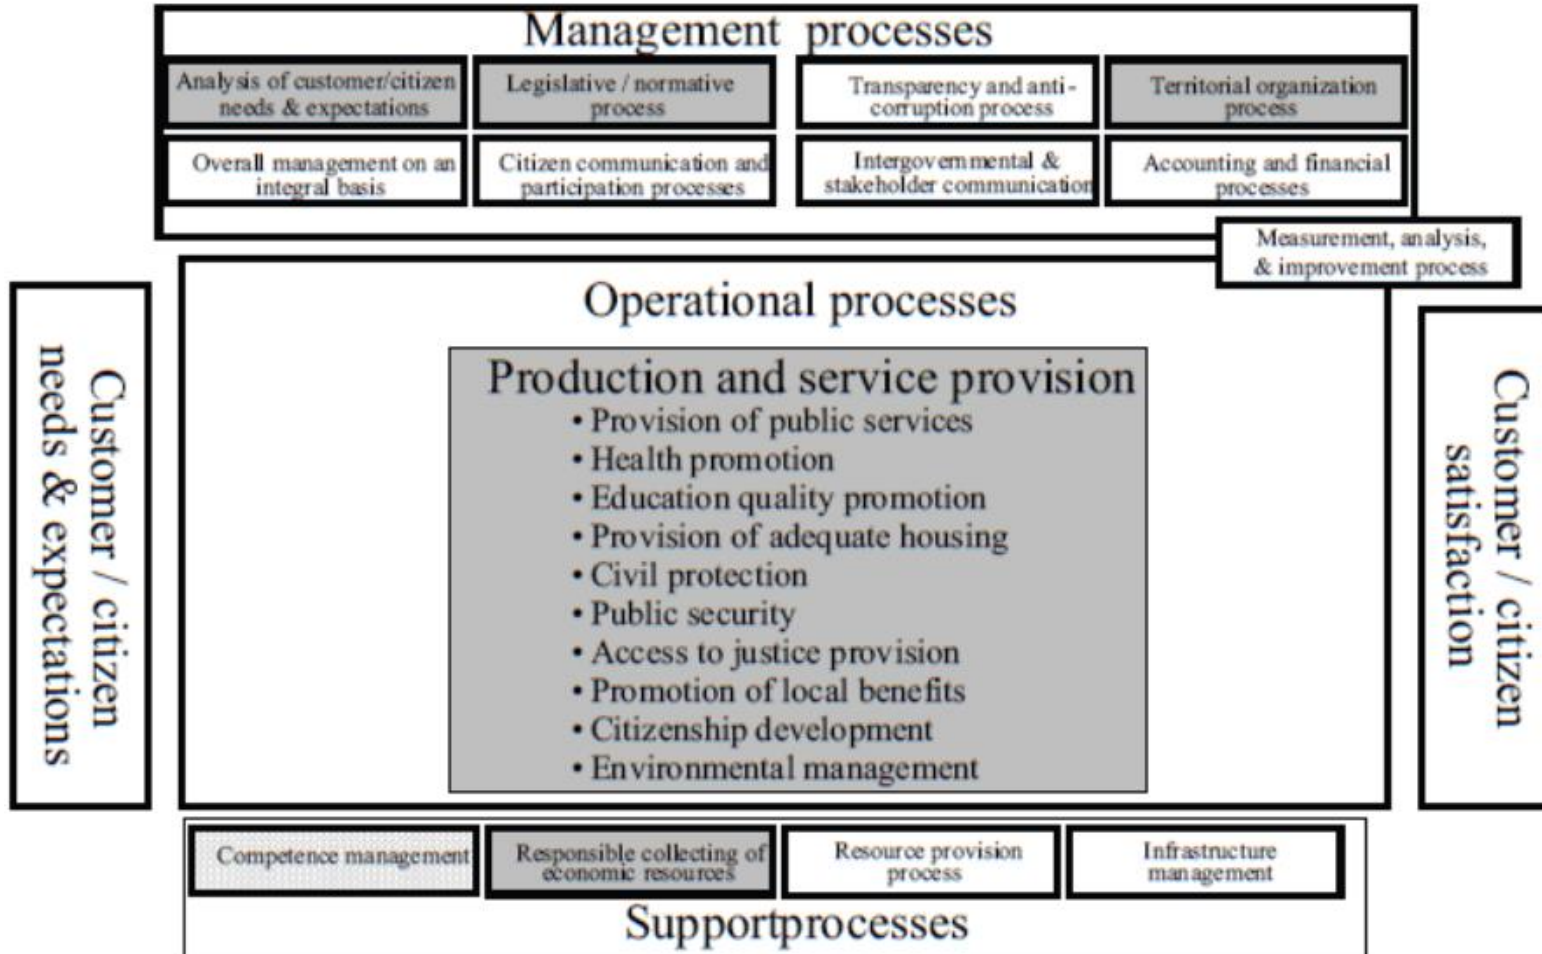 Management processes
Analysis of customer/citizen
needs & expectations
Legislative / normative
process
Transparency and anti-
corruption process
Territorial organization
process
Overall management on an
integral basis
Citizen communication and
participation processes
Intergovernmental &
stakeholder communication
Accounting and financial
processes
Measurement, analysis,
& improvement process
Customer / citizen
needs & expectations
Operational processes
Production and service provision
• Provision of public services
• Health promotion
• Education quality promotion
• Provision of adequate housing
• Civil protection
• Public security
• Access to justice provision
• Promotion of local benefits
• Citizenship development
• Environmental management
Customer / citizen
satisfaction
Competence management
Responsible collecting of
economic resources
Resource provision
process
Infrastructure
management
Supportprocesses